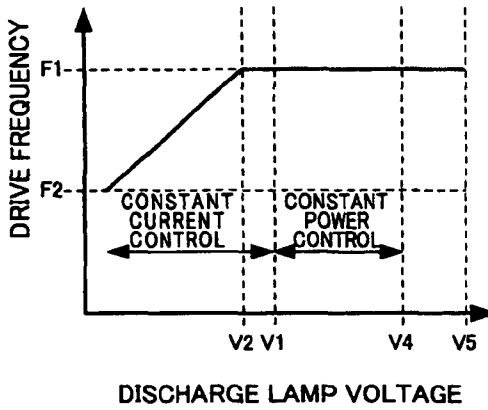 DRIVE FREQUENCY
F1
F2
CONSTANT
CURRENT
CONTROL
CONSTANT
POWER
CONTROL
V2 V1 V4 V5
DISCHARGE LAMP VOLTAGE